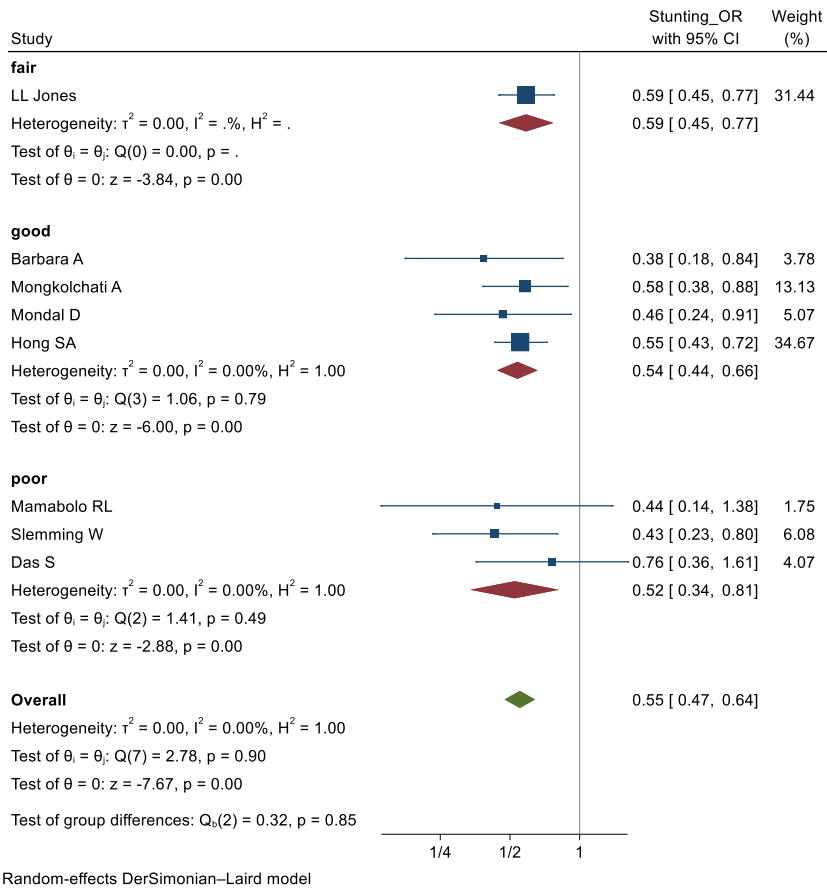 Stunting_OR Weight
Study with 95% CI (%)
fair
LL Jones 0.59 [ 0.45, 0.77] 31.44
Heterogeneity: τ² = 0.00, I² = .%, H² = . 0.59 [ 0.45, 0.77]
Test of θᵢ = θⱼ: Q(0) = 0.00, p = .
Test of θ = 0: z = -3.84, p = 0.00
good
Barbara A 0.38 [ 0.18, 0.84] 3.78
Mongkolchati A 0.58 [ 0.38, 0.88] 13.13
Mondal D 0.46 [ 0.24, 0.91] 5.07
Hong SA 0.55 [ 0.43, 0.72] 34.67
Heterogeneity: τ² = 0.00, I² = 0.00%, H² = 1.00 0.54 [ 0.44, 0.66]
Test of θᵢ = θⱼ: Q(3) = 1.06, p = 0.79
Test of θ = 0: z = -6.00, p = 0.00
poor
Mamabolo RL 0.44 [ 0.14, 1.38] 1.75
Slemming W 0.43 [ 0.23, 0.80] 6.08
Das S 0.76 [ 0.36, 1.61] 4.07
Heterogeneity: τ² = 0.00, I² = 0.00%, H² = 1.00 0.52 [ 0.34, 0.81]
Test of θᵢ = θⱼ: Q(2) = 1.41, p = 0.49
Test of θ = 0: z = -2.88, p = 0.00
Overall 0.55 [ 0.47, 0.64]
Heterogeneity: τ² = 0.00, I² = 0.00%, H² = 1.00
Test of θᵢ = θⱼ: Q(7) = 2.78, p = 0.90
Test of θ = 0: z = -7.67, p = 0.00
Test of group differences: Q_b(2) = 0.32, p = 0.85
1/4 1/2 1
Random-effects DerSimonian–Laird model